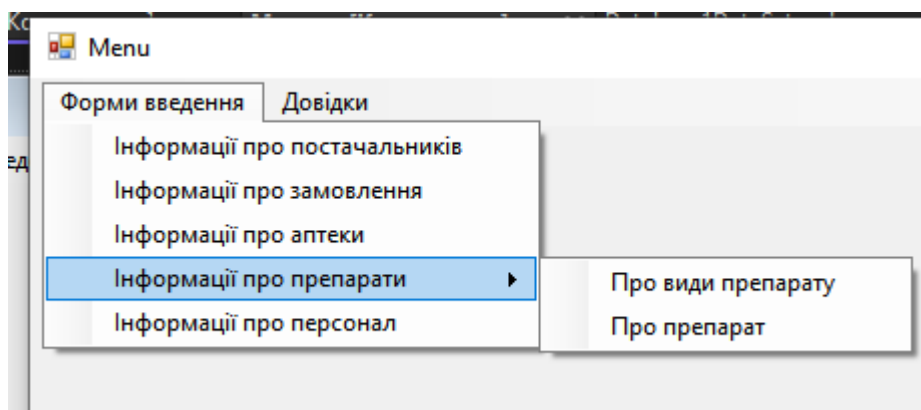 Menu
Форми введення Довідки
Інформації про постачальників
Інформації про замовлення
Інформації про аптеки
Інформації про препарати
Про види препарату
Інформації про персонал
Про препарат